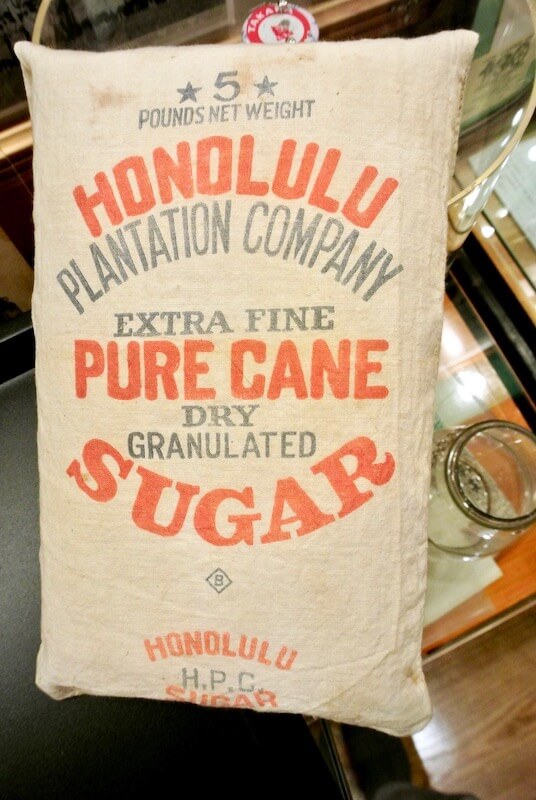 ★ 5 ★
POUNDS NET WEIGHT
HONOLULU
PLANTATION COMPANY
EXTRA FINE
PURE CANE
DRY
GRANULATED
SUGAR
B
HONOLULU
H.P.C.
SUGAR